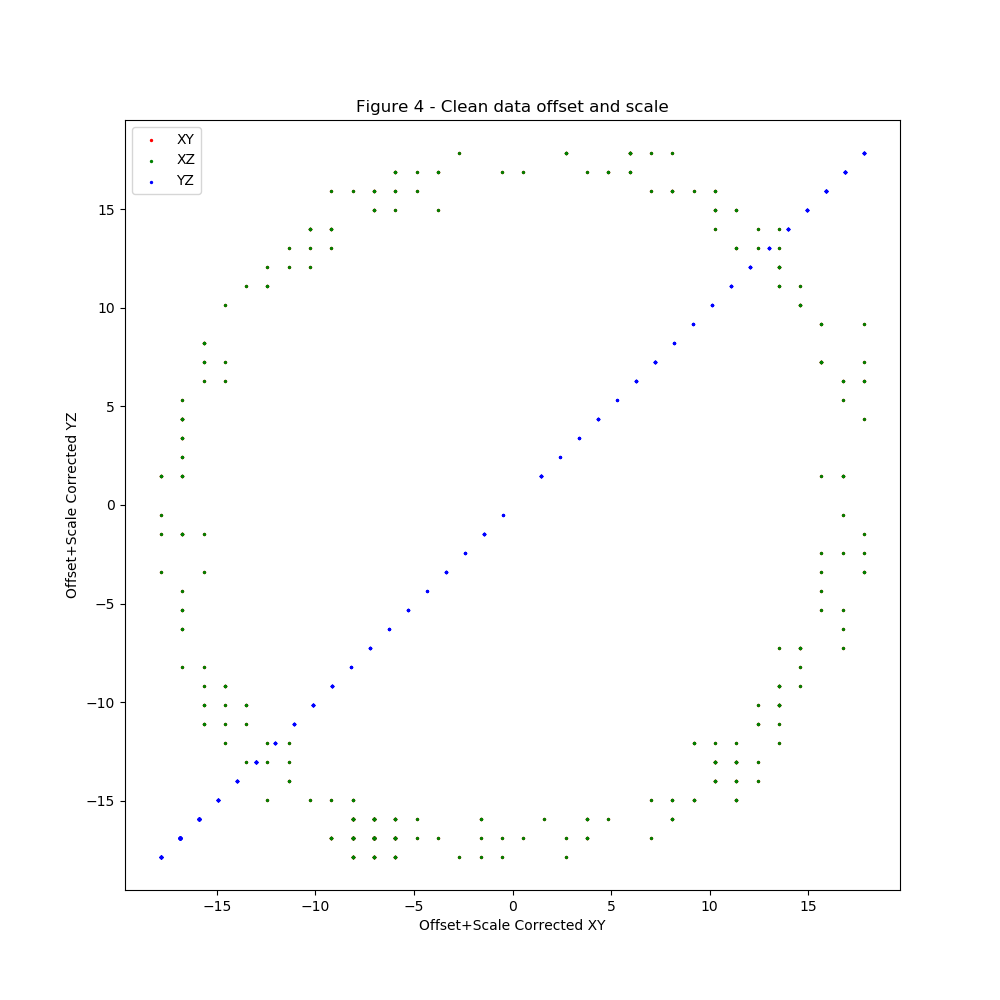 Figure 4 - Clean data offset and scale
XY
XZ
YZ
15
10
5
0
−5
−10
−15
Offset+Scale Corrected YZ
−15
−10
−5
0
5
10
15
Offset+Scale Corrected XY